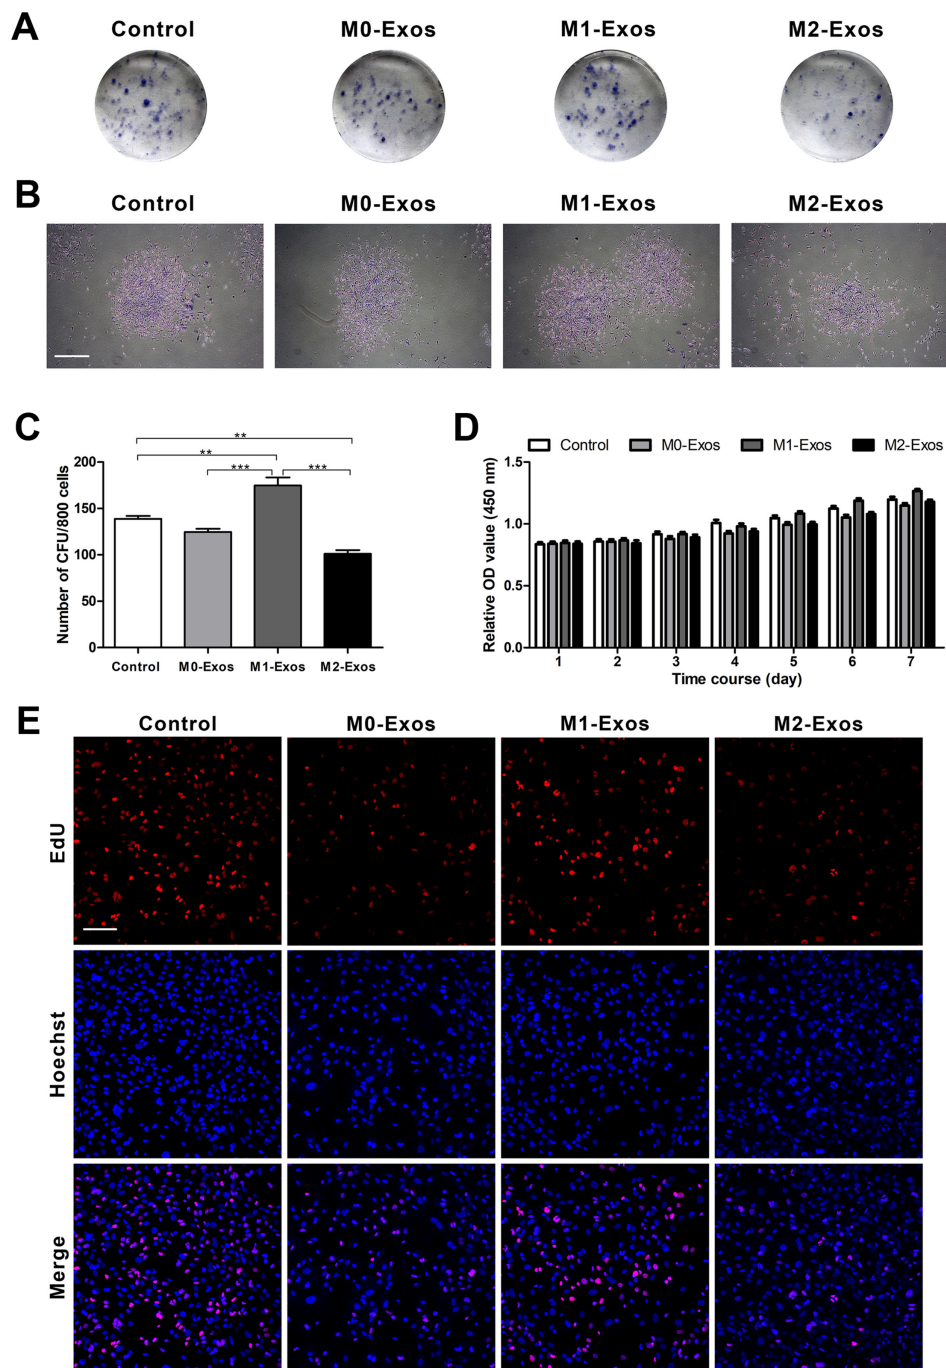 A
Control M0-Exos M1-Exos M2-Exos
B
Control M0-Exos M1-Exos M2-Exos
C
**
**
*** ***
Number of CFU/800 cells
200
150
100
50
0
Control M0-Exos M1-Exos M2-Exos
D
Control M0-Exos M1-Exos M2-Exos
Relative OD value (450 nm)
1.5
1.0
0.5
0.0
1 2 3 4 5 6 7
Time course (day)
E
Control M0-Exos M1-Exos M2-Exos
EdU
Hoechst
Merge